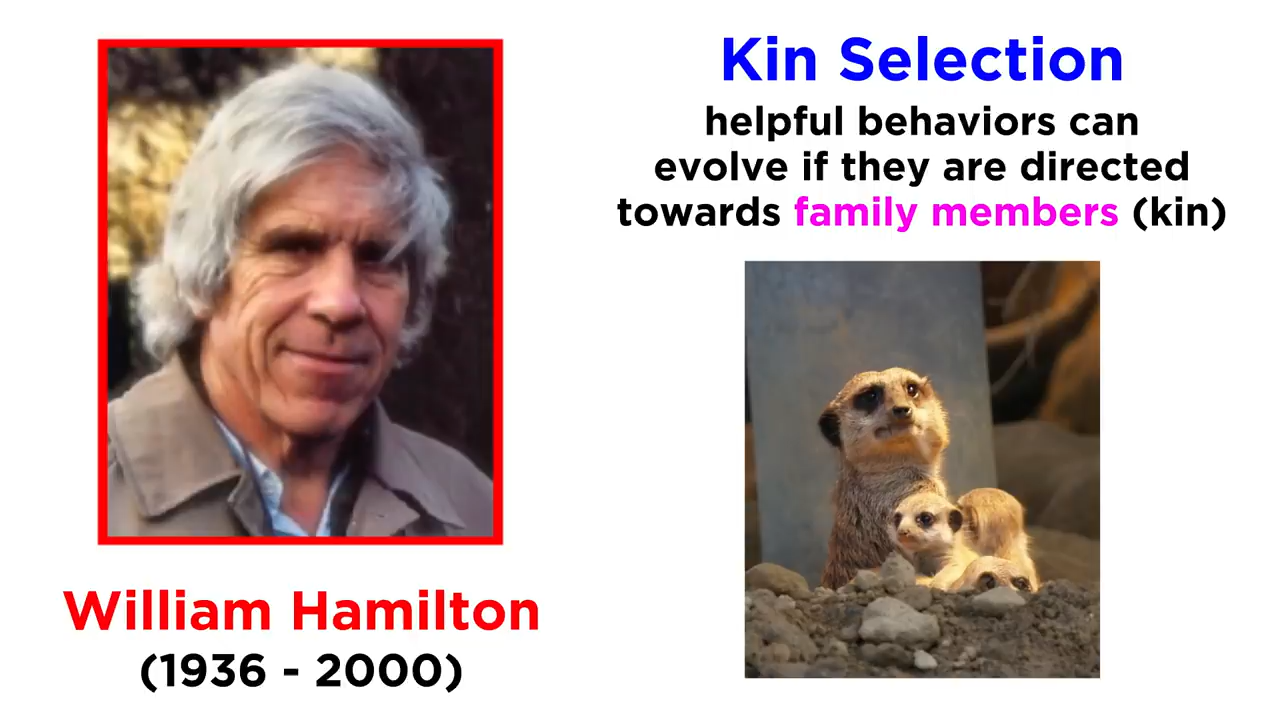 William Hamilton
(1936 - 2000)
Kin Selection
helpful behaviors can
evolve if they are directed
towards family members (kin)